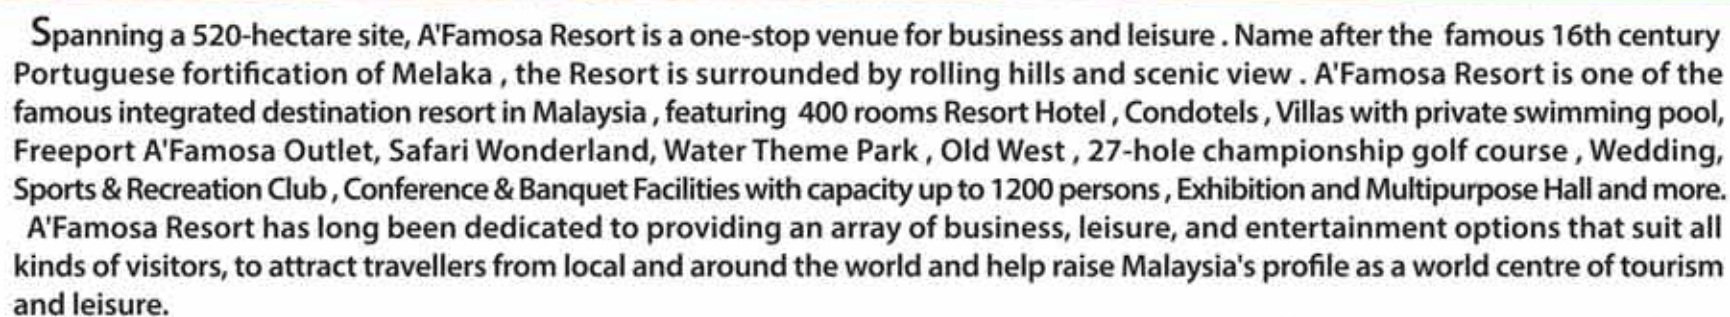 Spanning a 520-hectare site, A'Famosa Resort is a one-stop venue for business and leisure . Name after the famous 16th century
Portuguese fortification of Melaka , the Resort is surrounded by rolling hills and scenic view . A'Famosa Resort is one of the
famous integrated destination resort in Malaysia , featuring 400 rooms Resort Hotel , Condotels , Villas with private swimming pool,
Freeport A'Famosa Outlet, Safari Wonderland, Water Theme Park , Old West , 27-hole championship golf course , Wedding,
Sports & Recreation Club , Conference & Banquet Facilities with capacity up to 1200 persons , Exhibition and Multipurpose Hall and more.
A'Famosa Resort has long been dedicated to providing an array of business, leisure, and entertainment options that suit all
kinds of visitors, to attract travellers from local and around the world and help raise Malaysia's profile as a world centre of tourism
and leisure.